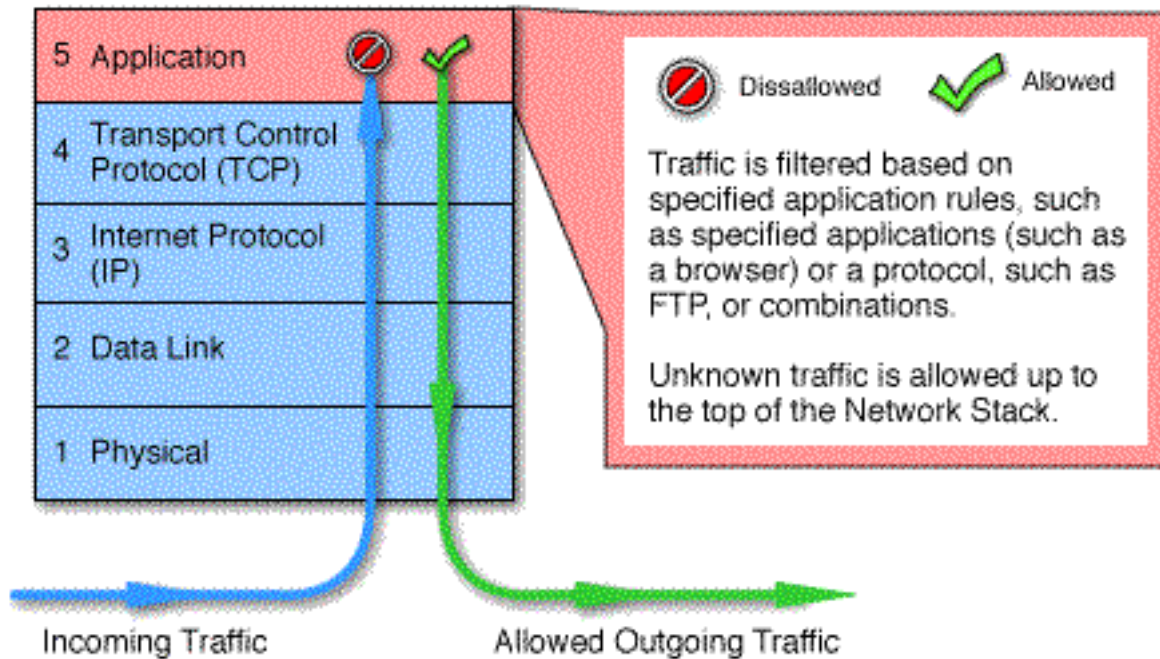 5 Application
4 Transport Control
Protocol (TCP)
3 Internet Protocol
(IP)
2 Data Link
1 Physical
Incoming Traffic
Allowed Outgoing Traffic
Dissallowed
Allowed
Traffic is filtered based on
specified application rules, such
as specified applications (such as
a browser) or a protocol, such as
FTP, or combinations.
Unknown traffic is allowed up to
the top of the Network Stack.